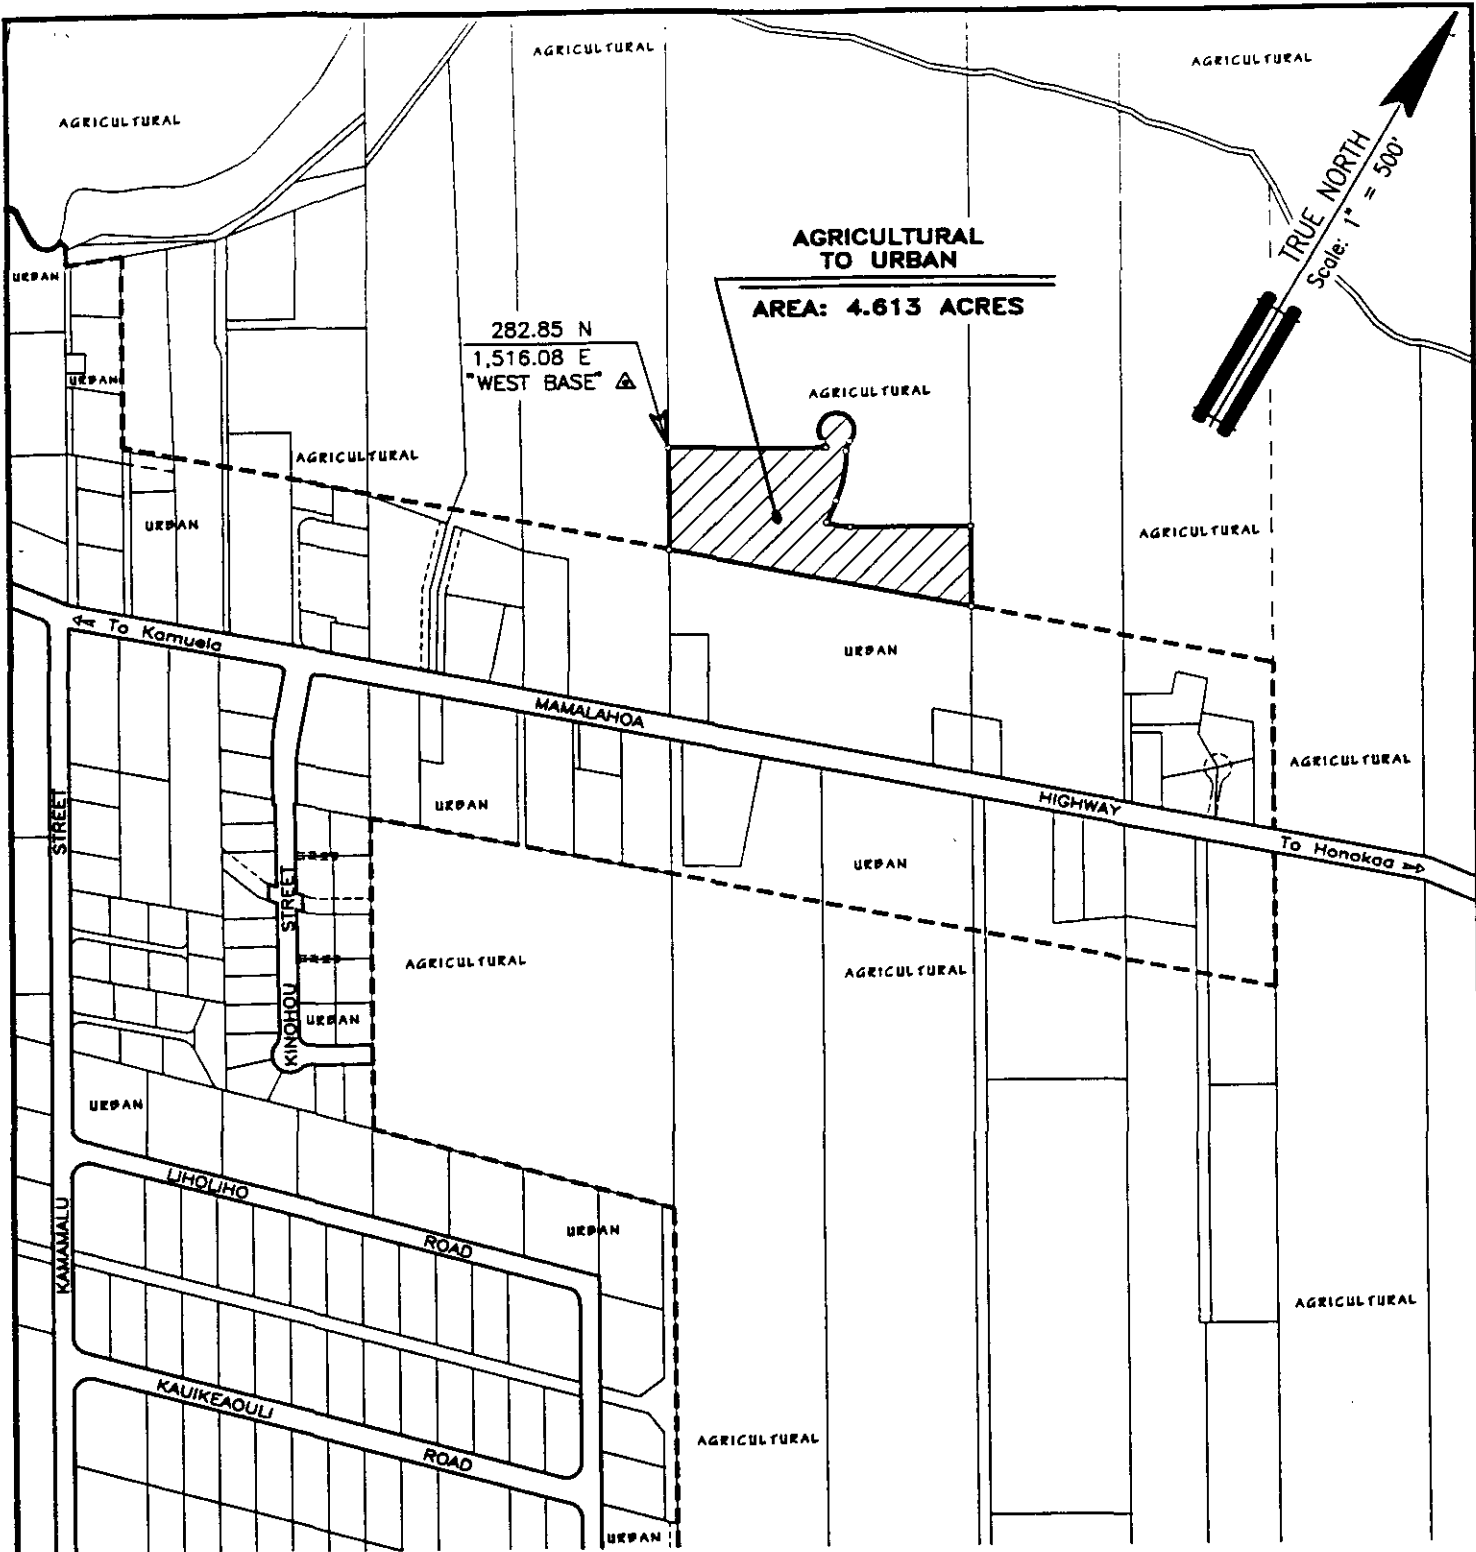 AGRICULTURAL
AGRICULTURAL
AGRICULTURAL
TRUE NORTH
Scale: 1" = 500'
AGRICULTURAL
TO URBAN
AREA: 4.613 ACRES
URBAN
282.85 N
1,516.08 E
"WEST BASE"
URBAN
AGRICULTURAL
AGRICULTURAL
URBAN
AGRICULTURAL
To Kamuela
URBAN
MAMALAHOA
HIGHWAY
To Honokaa
AGRICULTURAL
STREET
URBAN
URBAN
STREET
KINOHOU
AGRICULTURAL
AGRICULTURAL
URBAN
URBAN
LIHOLIHO
ROAD
URBAN
KAMAMALU
AGRICULTURAL
KAUIKEAOULI
ROAD
AGRICULTURAL
URBAN